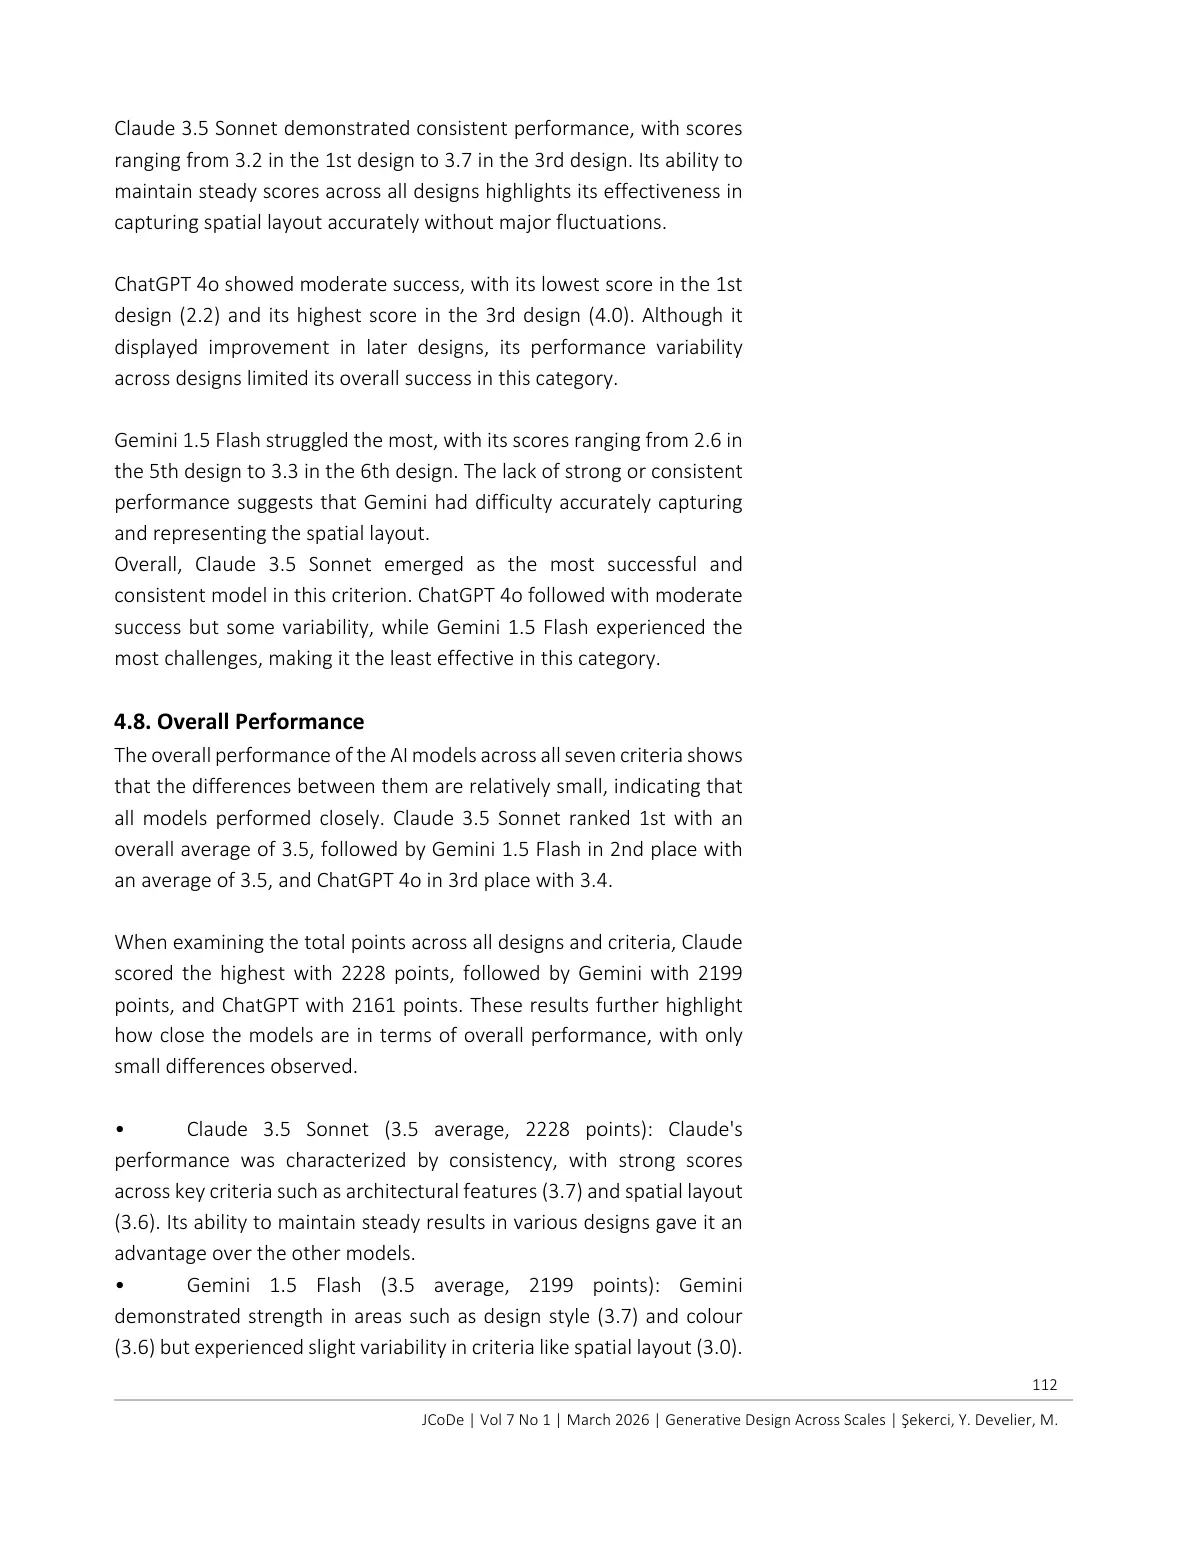 Claude 3.5 Sonnet demonstrated consistent performance, with scores
ranging from 3.2 in the 1st design to 3.7 in the 3rd design. Its ability to
maintain steady scores across all designs highlights its effectiveness in
capturing spatial layout accurately without major fluctuations.
ChatGPT 4o showed moderate success, with its lowest score in the 1st
design (2.2) and its highest score in the 3rd design (4.0). Although it
displayed improvement in later designs, its performance variability
across designs limited its overall success in this category.
Gemini 1.5 Flash struggled the most, with its scores ranging from 2.6 in
the 5th design to 3.3 in the 6th design. The lack of strong or consistent
performance suggests that Gemini had difficulty accurately capturing
and representing the spatial layout.
Overall, Claude 3.5 Sonnet emerged as the most successful and
consistent model in this criterion. ChatGPT 4o followed with moderate
success but some variability, while Gemini 1.5 Flash experienced the
most challenges, making it the least effective in this category.
4.8. Overall Performance
The overall performance of the AI models across all seven criteria shows
that the differences between them are relatively small, indicating that
all models performed closely. Claude 3.5 Sonnet ranked 1st with an
overall average of 3.5, followed by Gemini 1.5 Flash in 2nd place with
an average of 3.5, and ChatGPT 4o in 3rd place with 3.4.
When examining the total points across all designs and criteria, Claude
scored the highest with 2228 points, followed by Gemini with 2199
points, and ChatGPT with 2161 points. These results further highlight
how close the models are in terms of overall performance, with only
small differences observed.
• Claude 3.5 Sonnet (3.5 average, 2228 points): Claude's
performance was characterized by consistency, with strong scores
across key criteria such as architectural features (3.7) and spatial layout
(3.6). Its ability to maintain steady results in various designs gave it an
advantage over the other models.
• Gemini 1.5 Flash (3.5 average, 2199 points): Gemini
demonstrated strength in areas such as design style (3.7) and colour
(3.6) but experienced slight variability in criteria like spatial layout (3.0).
112
JCoDe | Vol 7 No 1 | March 2026 | Generative Design Across Scales | Şekerci, Y. Develier, M.